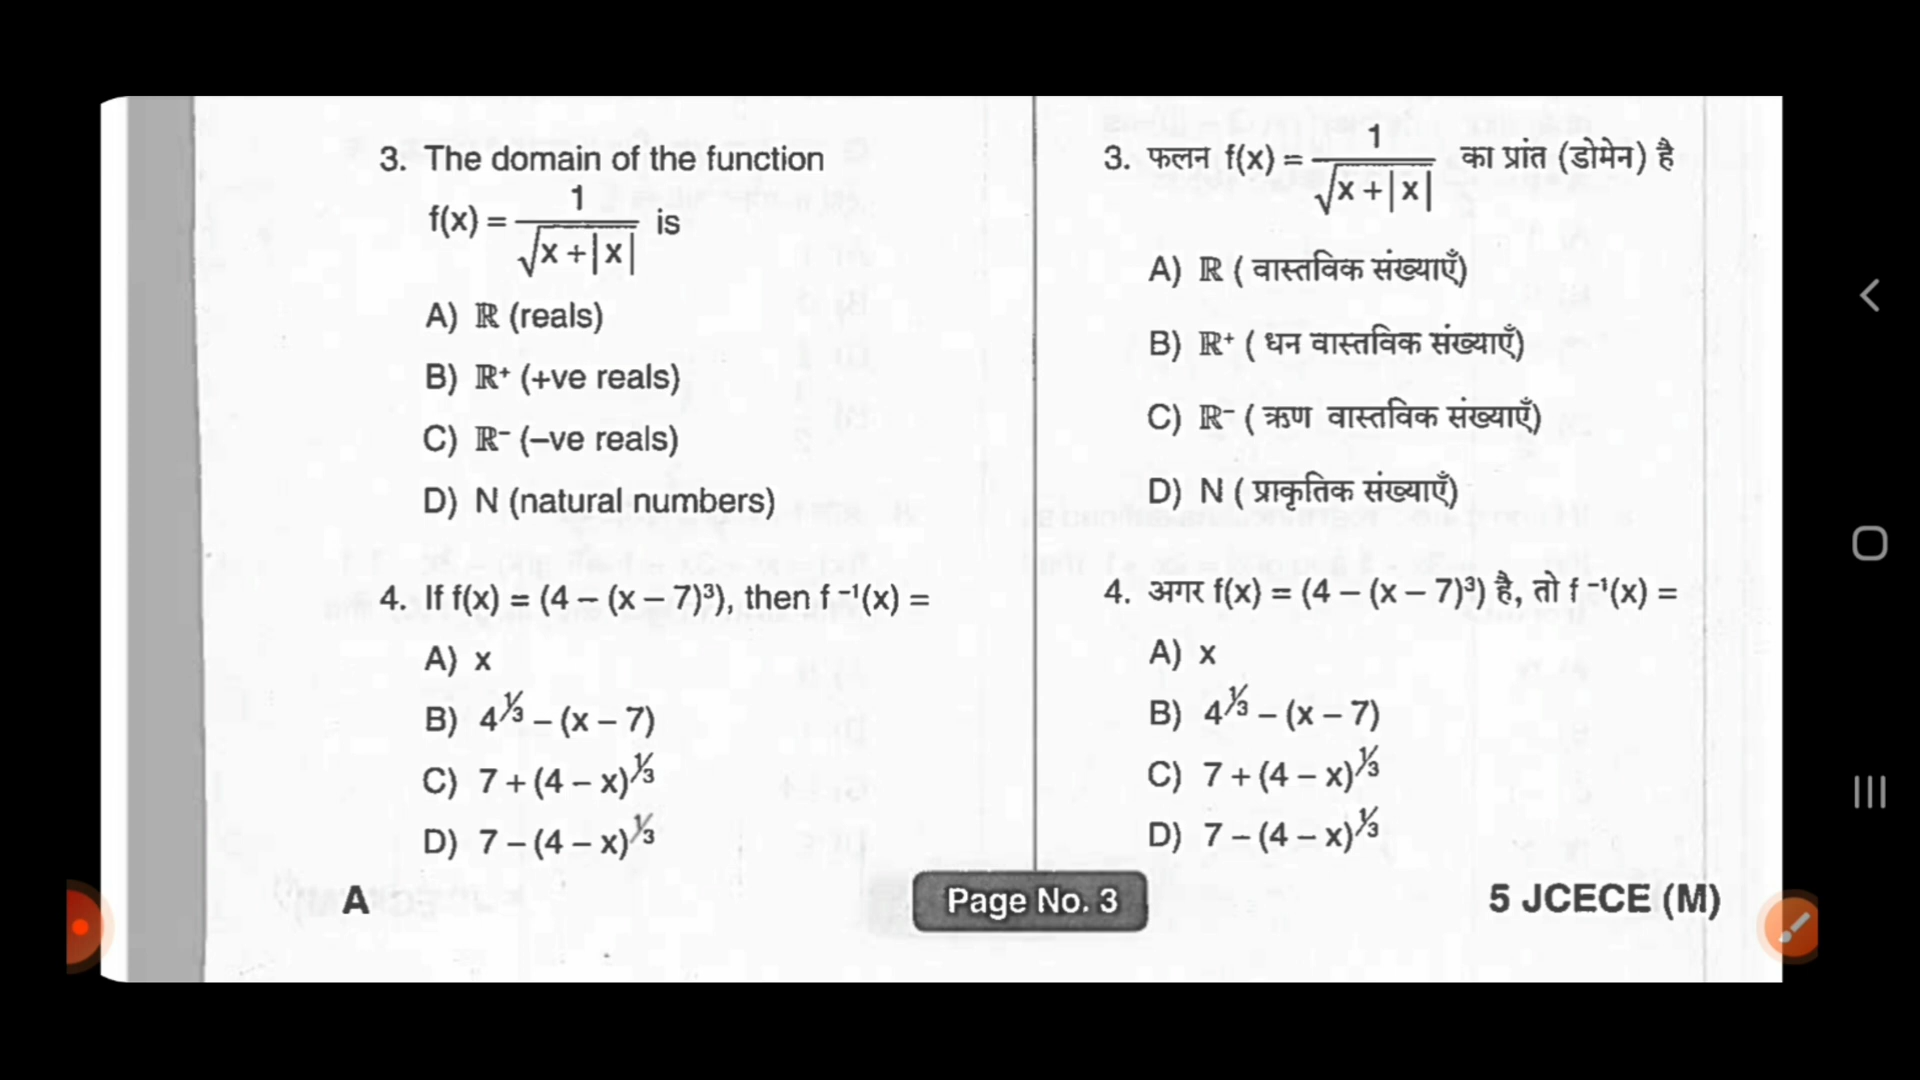 3. The domain of the function
f(x) = 1/√(x + |x|) is
A) ℝ (reals)
B) ℝ⁺ (+ve reals)
C) ℝ⁻ (–ve reals)
D) N (natural numbers)
4. If f(x) = (4 – (x – 7)³), then f⁻¹(x) =
A) x
B) 4^(1/3) – (x – 7)
C) 7 + (4 – x)^(1/3)
D) 7 – (4 – x)^(1/3)
3. फलन f(x) = 1/√(x + |x|) का प्रांत (डोमेन) है
A) ℝ ( वास्तविक संख्याएँ)
B) ℝ⁺ ( धन वास्तविक संख्याएँ)
C) ℝ⁻ ( ऋण वास्तविक संख्याएँ)
D) N ( प्राकृतिक संख्याएँ)
4. अगर f(x) = (4 – (x – 7)³) है, तो f⁻¹(x) =
A) x
B) 4^(1/3) – (x – 7)
C) 7 + (4 – x)^(1/3)
D) 7 – (4 – x)^(1/3)
A
Page No. 3
5 JCECE (M)